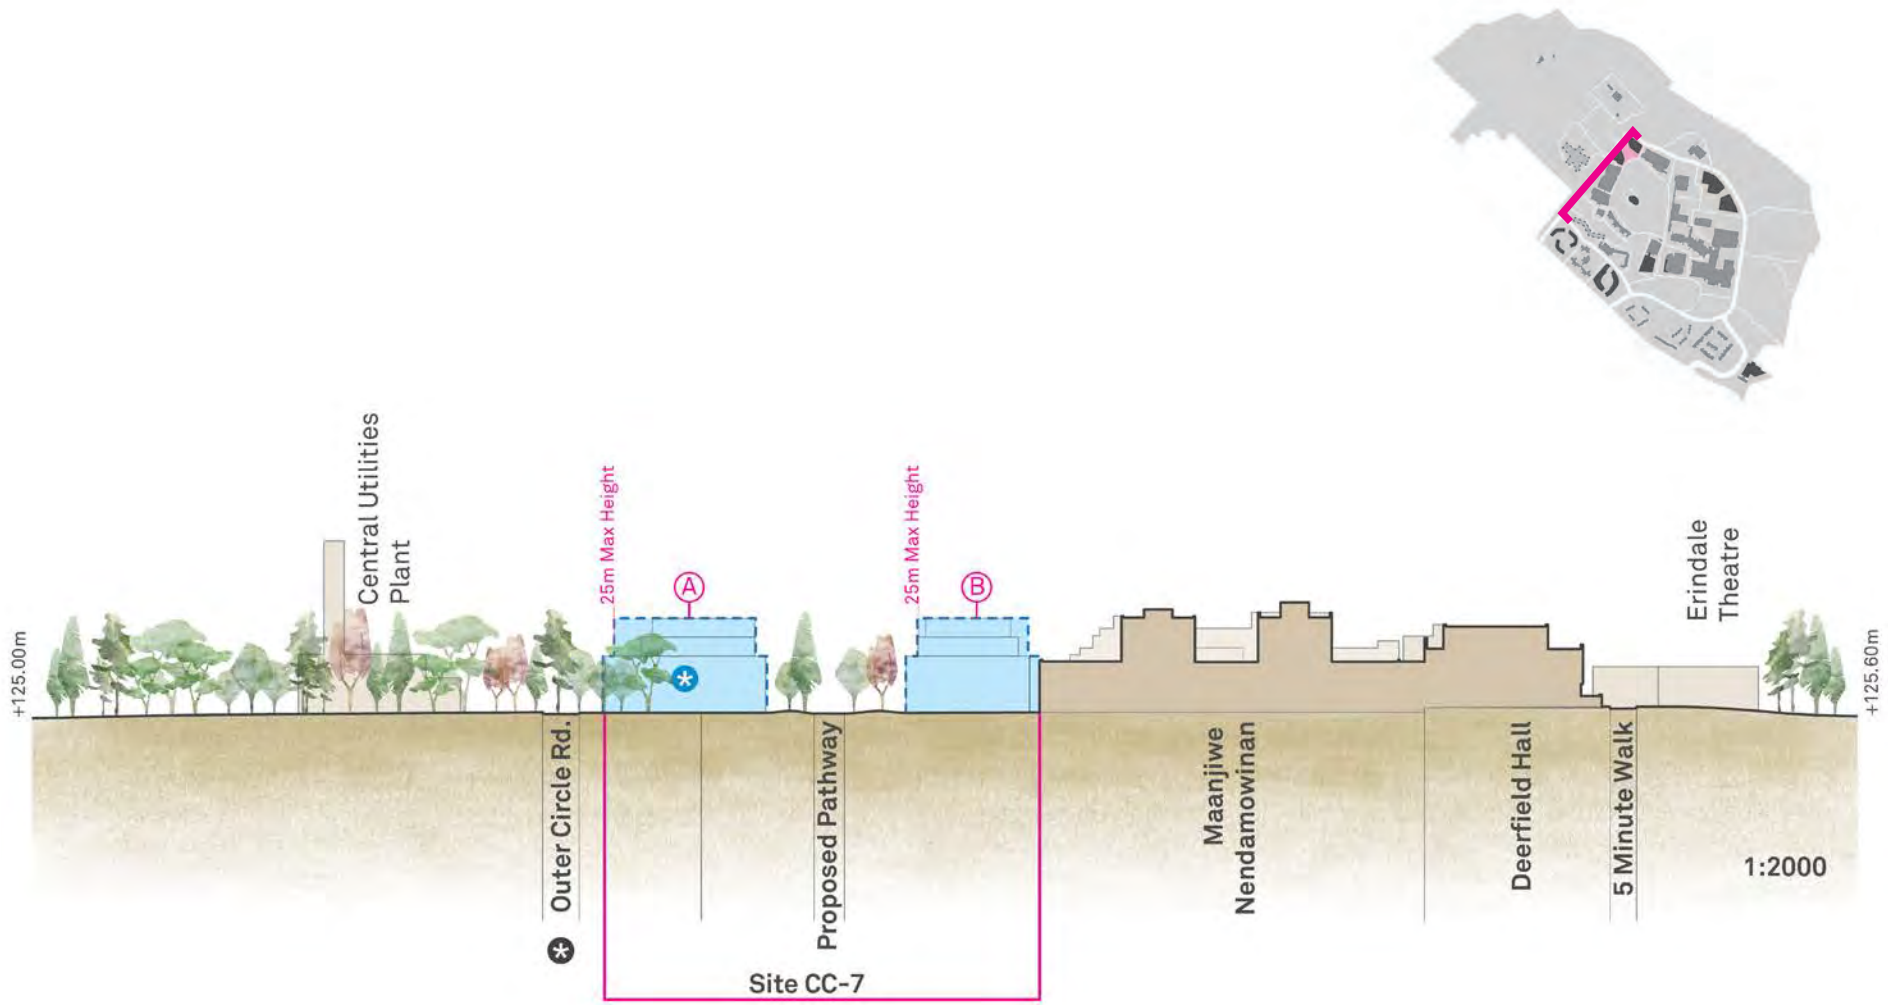 Central Utilities
Plant
25m Max Height
A
25m Max Height
B
Erindale
Theatre
+125.00m
+125.60m
*
Outer Circle Rd.
*
Proposed Pathway
Maanjiwe
Nendamowinan
Deerfield Hall
5 Minute Walk
1:2000
Site CC-7